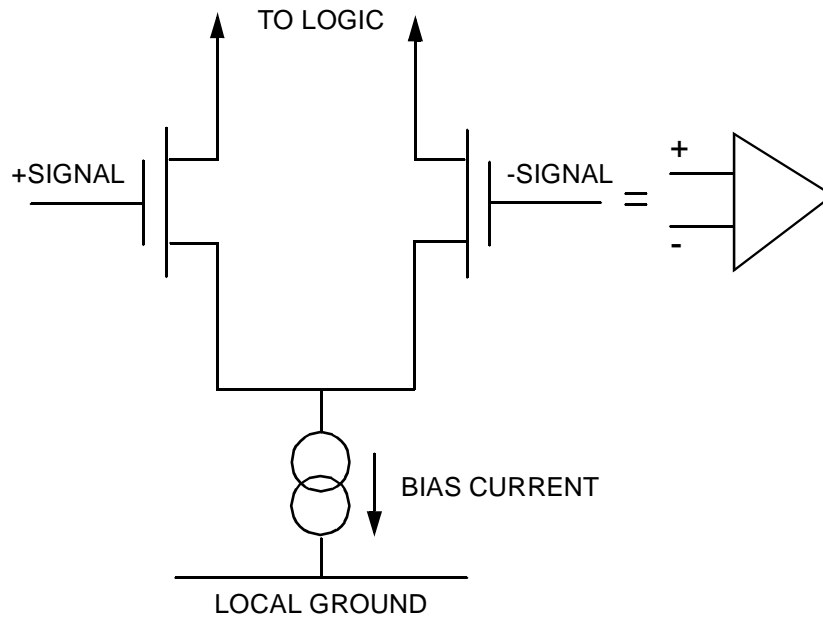 TO LOGIC
+SIGNAL
-SIGNAL
=
+
-
BIAS CURRENT
LOCAL GROUND